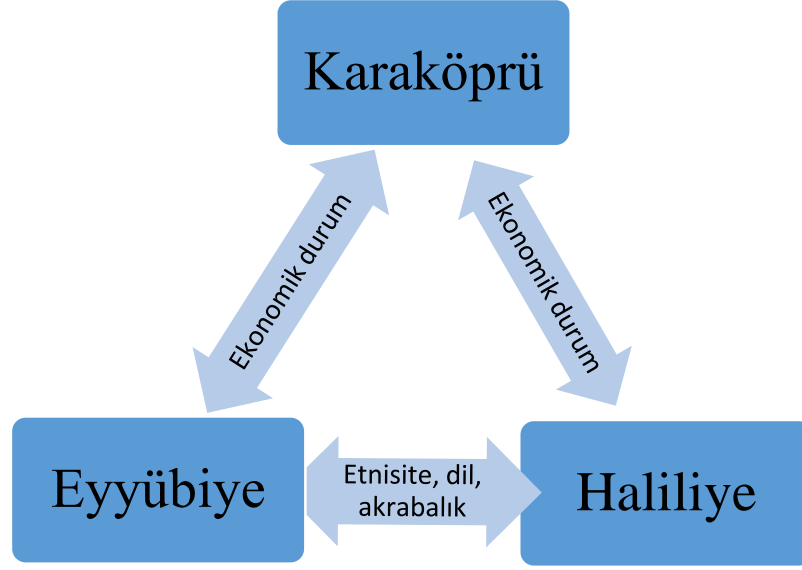 Karaköprü
Ekonomik durum
Ekonomik durum
Eyyübiye
Etnisite, dil,
akrabalık
Haliliye